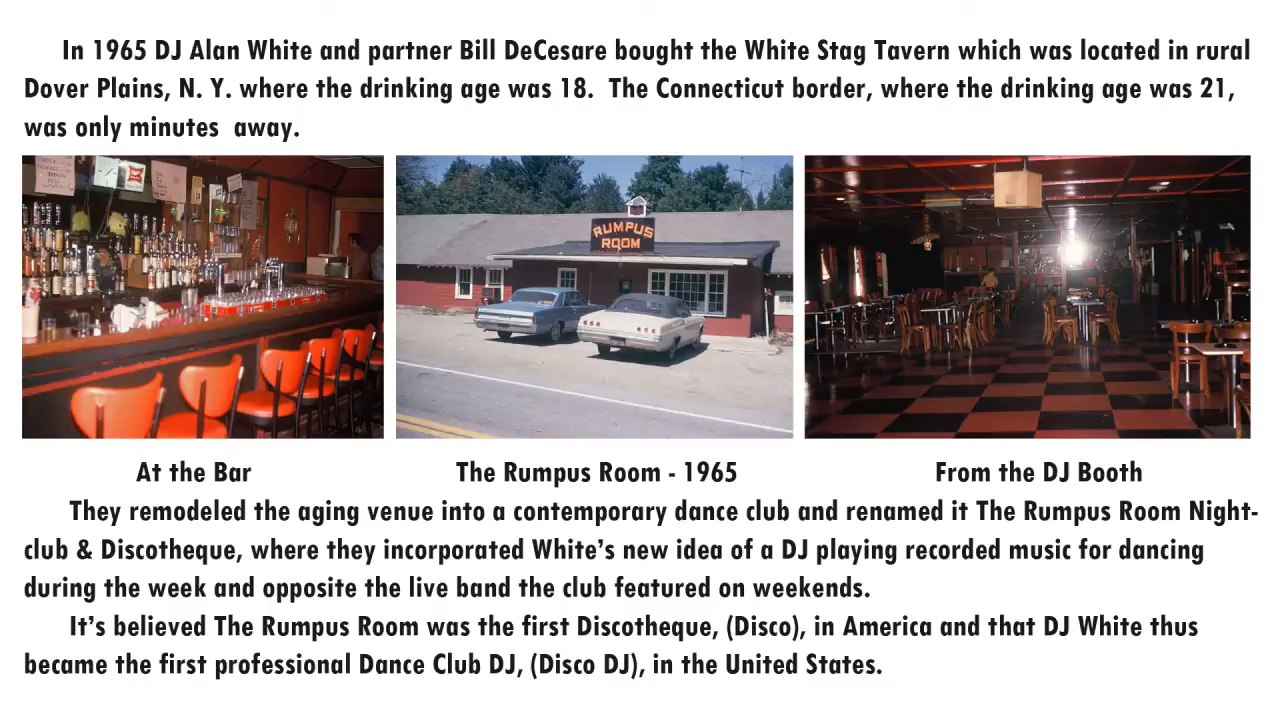 In 1965 DJ Alan White and partner Bill DeCesare bought the White Stag Tavern which was located in rural
Dover Plains, N. Y. where the drinking age was 18.  The Connecticut border, where the drinking age was 21,
was only minutes  away.
RUMPUS
ROOM
At the Bar
The Rumpus Room - 1965
From the DJ Booth
They remodeled the aging venue into a contemporary dance club and renamed it The Rumpus Room Night-
club & Discotheque, where they incorporated White’s new idea of a DJ playing recorded music for dancing
during the week and opposite the live band the club featured on weekends.
It’s believed The Rumpus Room was the first Discotheque, (Disco), in America and that DJ White thus
became the first professional Dance Club DJ, (Disco DJ), in the United States.